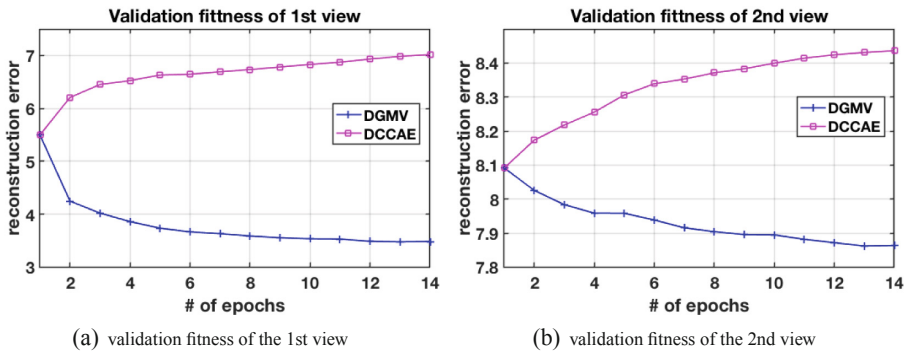 Validation fittness of 1st view
7
6
5
4
3
reconstruction error
DGMV
DCCAE
2 4 6 8 10 12 14
# of epochs
(a) validation fitness of the 1st view
Validation fittness of 2nd view
8.4
8.3
8.2
8.1
8
7.9
7.8
reconstruction error
DGMV
DCCAE
2 4 6 8 10 12 14
# of epochs
(b) validation fitness of the 2nd view